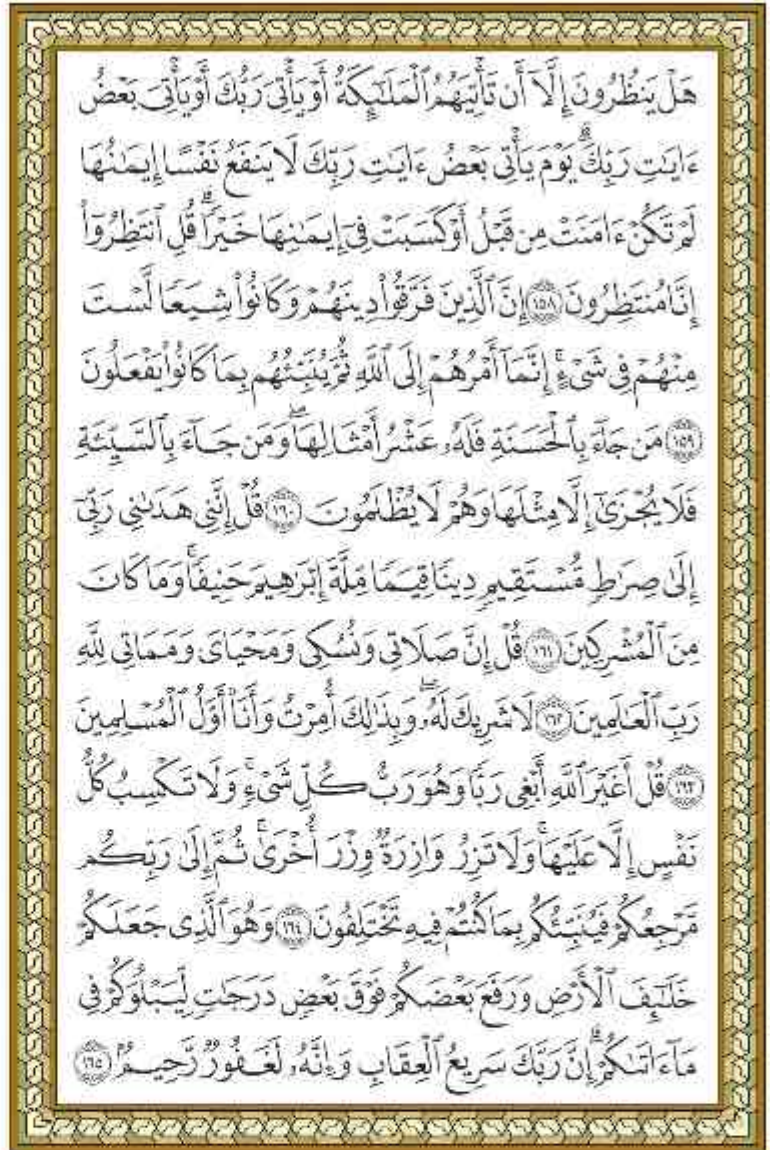 هَلْ يَنظُرُونَ إِلَّآ أَن تَأْتِيَهُمُ ٱلْمَلَٰٓئِكَةُ أَوْ يَأْتِىَ رَبُّكَ أَوْ يَأْتِىَ بَعْضُ
ءَايَٰتِ رَبِّكَ ۗ يَوْمَ يَأْتِى بَعْضُ ءَايَٰتِ رَبِّكَ لَا يَنفَعُ نَفْسًا إِيمَٰنُهَا
لَمْ تَكُنْ ءَامَنَتْ مِن قَبْلُ أَوْ كَسَبَتْ فِىٓ إِيمَٰنِهَا خَيْرًا ۗ قُلِ ٱنتَظِرُوٓا۟
إِنَّا مُنتَظِرُونَ ﴿١٥٨﴾ إِنَّ ٱلَّذِينَ فَرَّقُوا۟ دِينَهُمْ وَكَانُوا۟ شِيَعًا لَّسْتَ
مِنْهُمْ فِى شَىْءٍ ۚ إِنَّمَآ أَمْرُهُمْ إِلَى ٱللَّهِ ثُمَّ يُنَبِّئُهُم بِمَا كَانُوا۟ يَفْعَلُونَ
﴿١٥٩﴾ مَن جَآءَ بِٱلْحَسَنَةِ فَلَهُۥ عَشْرُ أَمْثَالِهَا ۖ وَمَن جَآءَ بِٱلسَّيِّئَةِ
فَلَا يُجْزَىٰٓ إِلَّا مِثْلَهَا وَهُمْ لَا يُظْلَمُونَ ﴿١٦٠﴾ قُلْ إِنَّنِى هَدَىٰنِى رَبِّىٓ
إِلَىٰ صِرَٰطٍ مُّسْتَقِيمٍ دِينًا قِيَمًا مِّلَّةَ إِبْرَٰهِيمَ حَنِيفًا ۚ وَمَا كَانَ
مِنَ ٱلْمُشْرِكِينَ ﴿١٦١﴾ قُلْ إِنَّ صَلَاتِى وَنُسُكِى وَمَحْيَاىَ وَمَمَاتِى لِلَّهِ
رَبِّ ٱلْعَٰلَمِينَ ﴿١٦٢﴾ لَا شَرِيكَ لَهُۥ ۖ وَبِذَٰلِكَ أُمِرْتُ وَأَنَا۠ أَوَّلُ ٱلْمُسْلِمِينَ
﴿١٦٣﴾ قُلْ أَغَيْرَ ٱللَّهِ أَبْغِى رَبًّا وَهُوَ رَبُّ كُلِّ شَىْءٍ ۚ وَلَا تَكْسِبُ كُلُّ
نَفْسٍ إِلَّا عَلَيْهَا ۚ وَلَا تَزِرُ وَازِرَةٌ وِزْرَ أُخْرَىٰ ۚ ثُمَّ إِلَىٰ رَبِّكُم
مَّرْجِعُكُمْ فَيُنَبِّئُكُم بِمَا كُنتُمْ فِيهِ تَخْتَلِفُونَ ﴿١٦٤﴾ وَهُوَ ٱلَّذِى جَعَلَكُمْ
خَلَٰٓئِفَ ٱلْأَرْضِ وَرَفَعَ بَعْضَكُمْ فَوْقَ بَعْضٍ دَرَجَٰتٍ لِّيَبْلُوَكُمْ فِى
مَآ ءَاتَىٰكُمْ ۗ إِنَّ رَبَّكَ سَرِيعُ ٱلْعِقَابِ وَإِنَّهُۥ لَغَفُورٌ رَّحِيمٌۢ ﴿١٦٥﴾